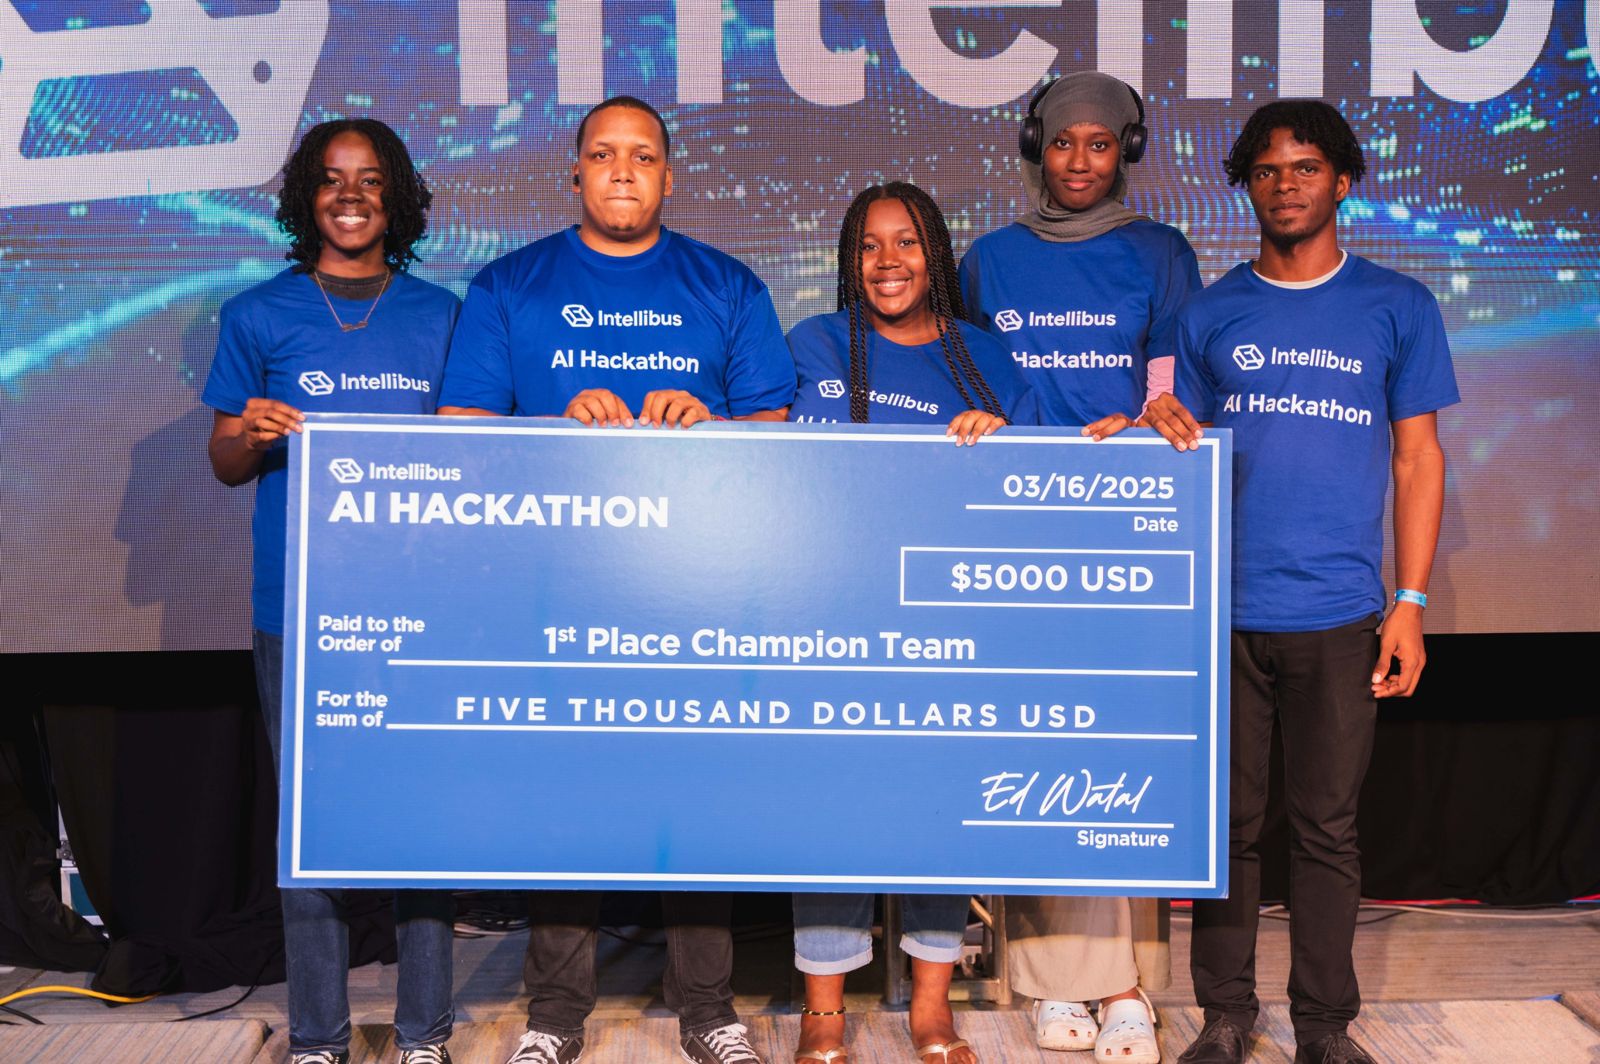 Intellibus
Intellibus
AI Hackathon
Intellibus
Hackathon
Intellibus
AI Hackathon
Intellibus
AI HACKATHON
03/16/2025
Date
$5000 USD
Paid to the
Order of
1st Place Champion Team
For the
sum of
FIVE THOUSAND DOLLARS USD
Ed Watal
Signature